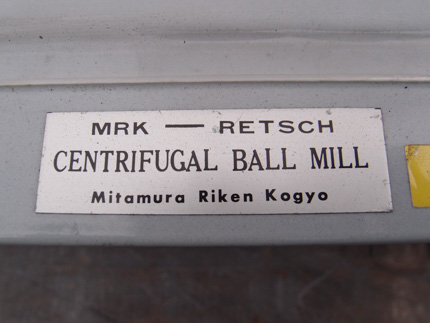 MRK — RETSCH
CENTRIFUGAL BALL MILL
Mitamura Riken Kogyo